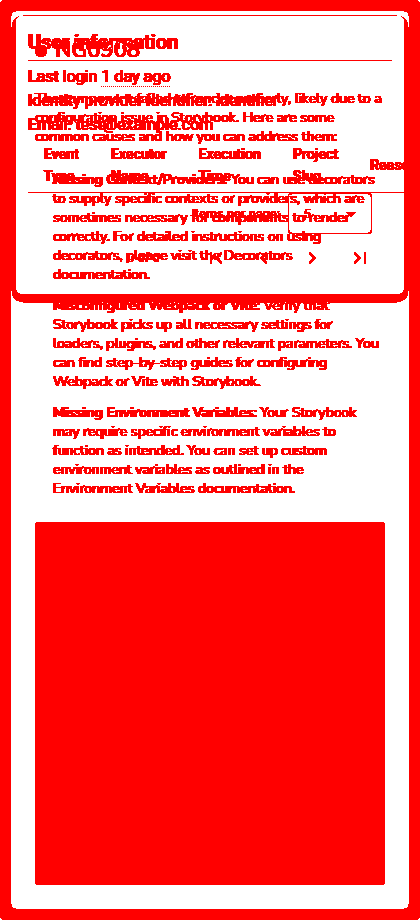 User information
NG0908
Last login 1 day ago
The component failed to render properly, likely due to a
Identity provider identifier: identifier
configuration issue in Storybook. Here are some
Email: test@example.com
common causes and how you can address them:
Event Type
Executor Name
Execution Time
Project Slug
Missing Context/Providers: You can use decorators
to supply specific contexts or providers, which are
sometimes necessary for components to render
Items per page: 5
correctly. For detailed instructions on using
decorators, please visit the Decorators
documentation.
Misconfigured Webpack or Vite: Verify that
Storybook picks up all necessary settings for
loaders, plugins, and other relevant parameters. You
can find step-by-step guides for configuring
Webpack or Vite with Storybook.
Missing Environment Variables: Your Storybook
may require specific environment variables to
function as intended. You can set up custom
environment variables as outlined in the
Environment Variables documentation.